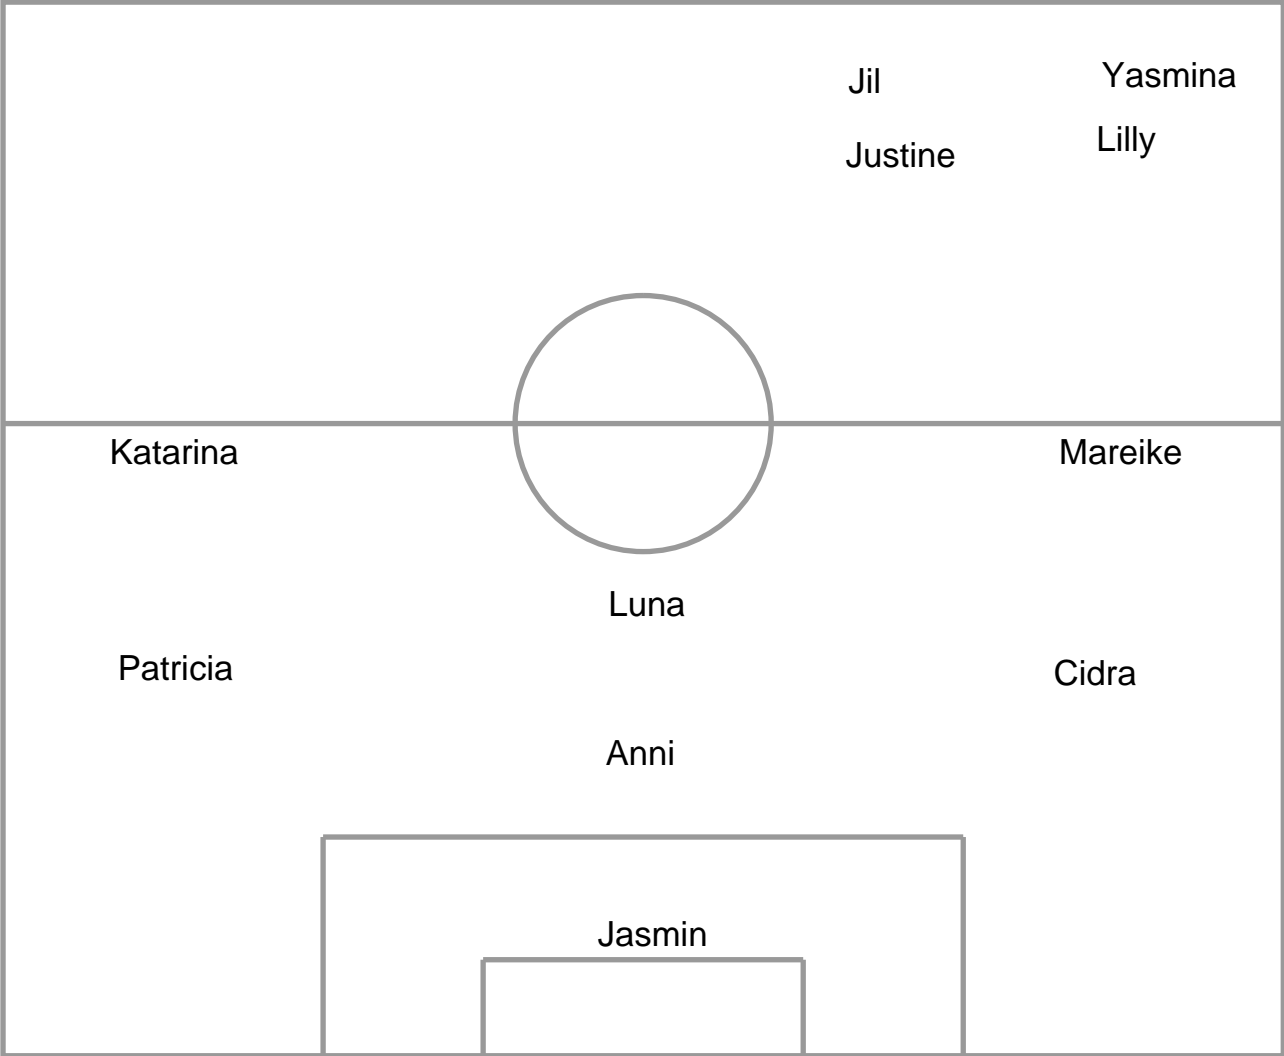 Jil Yasmina
Justine Lilly
Katarina Mareike
Luna
Patricia Cidra
Anni
Jasmin